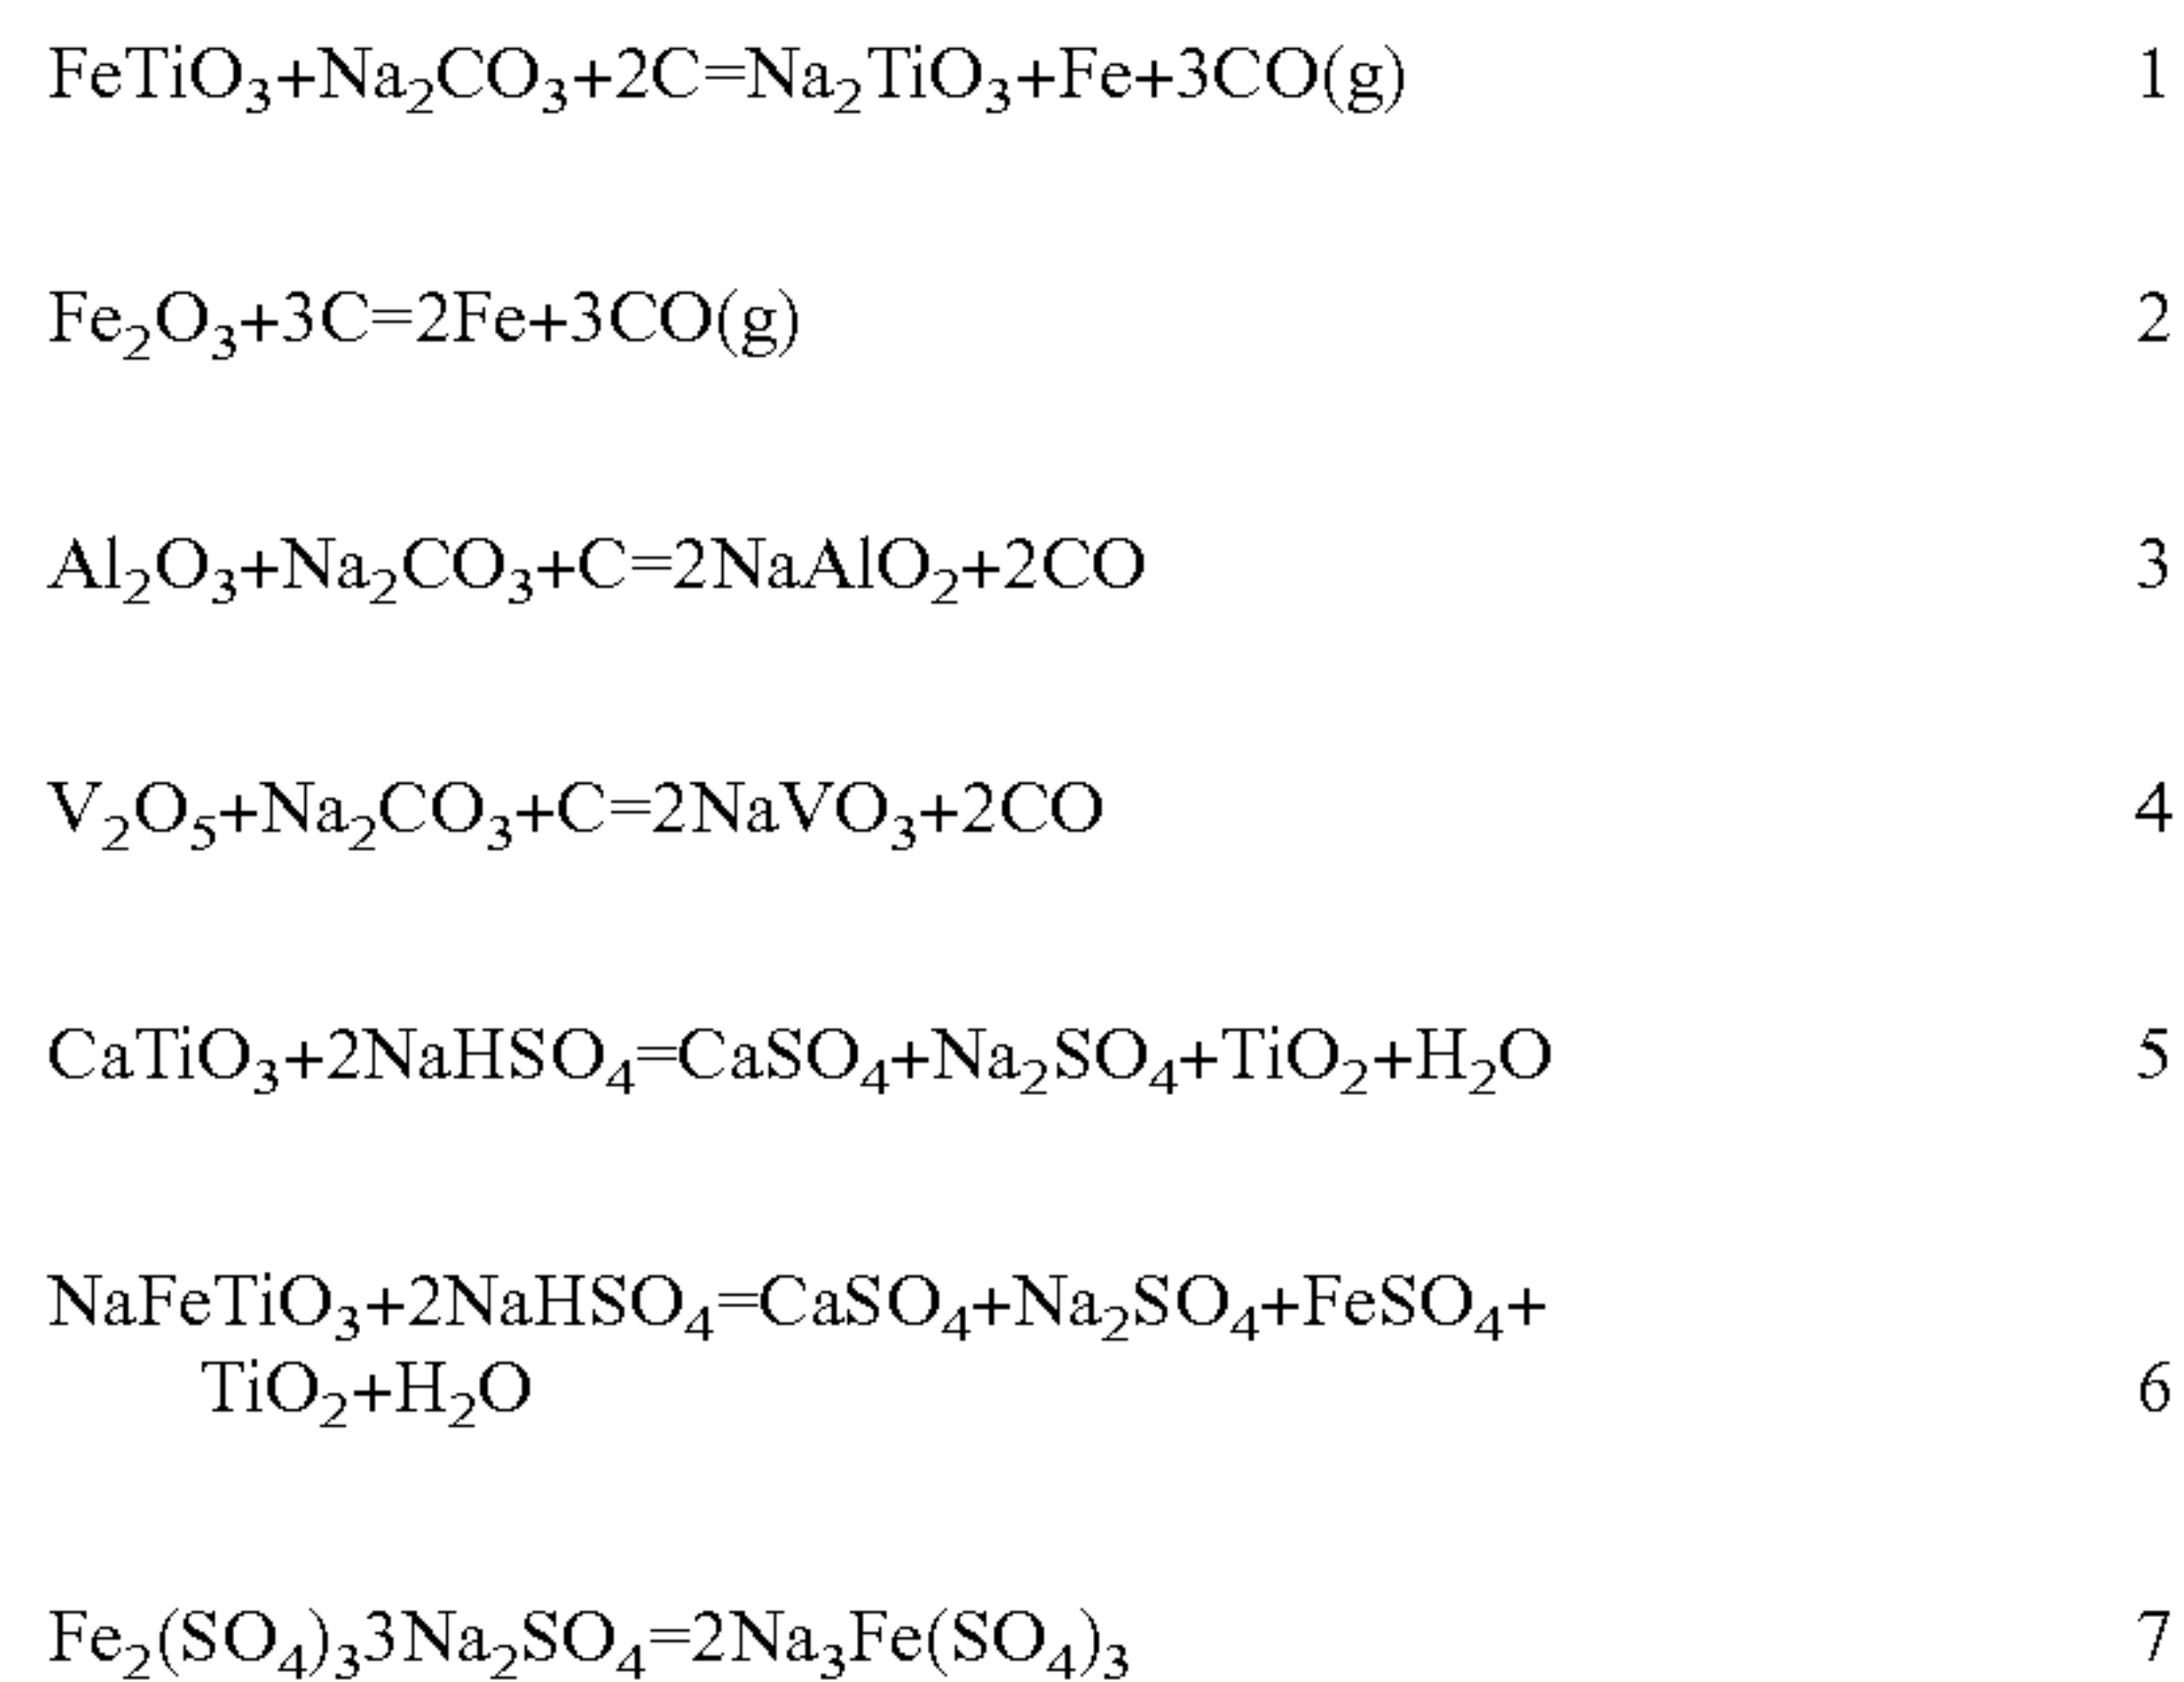 FeTiO₃+Na₂CO₃+2C=Na₂TiO₃+Fe+3CO(g) 1
Fe₂O₃+3C=2Fe+3CO(g) 2
Al₂O₃+Na₂CO₃+C=2NaAlO₂+2CO 3
V₂O₅+Na₂CO₃+C=2NaVO₃+2CO 4
CaTiO₃+2NaHSO₄=CaSO₄+Na₂SO₄+TiO₂+H₂O 5
NaFeTiO₃+2NaHSO₄=CaSO₄+Na₂SO₄+FeSO₄+
TiO₂+H₂O 6
Fe₂(SO₄)₃3Na₂SO₄=2Na₃Fe(SO₄)₃ 7